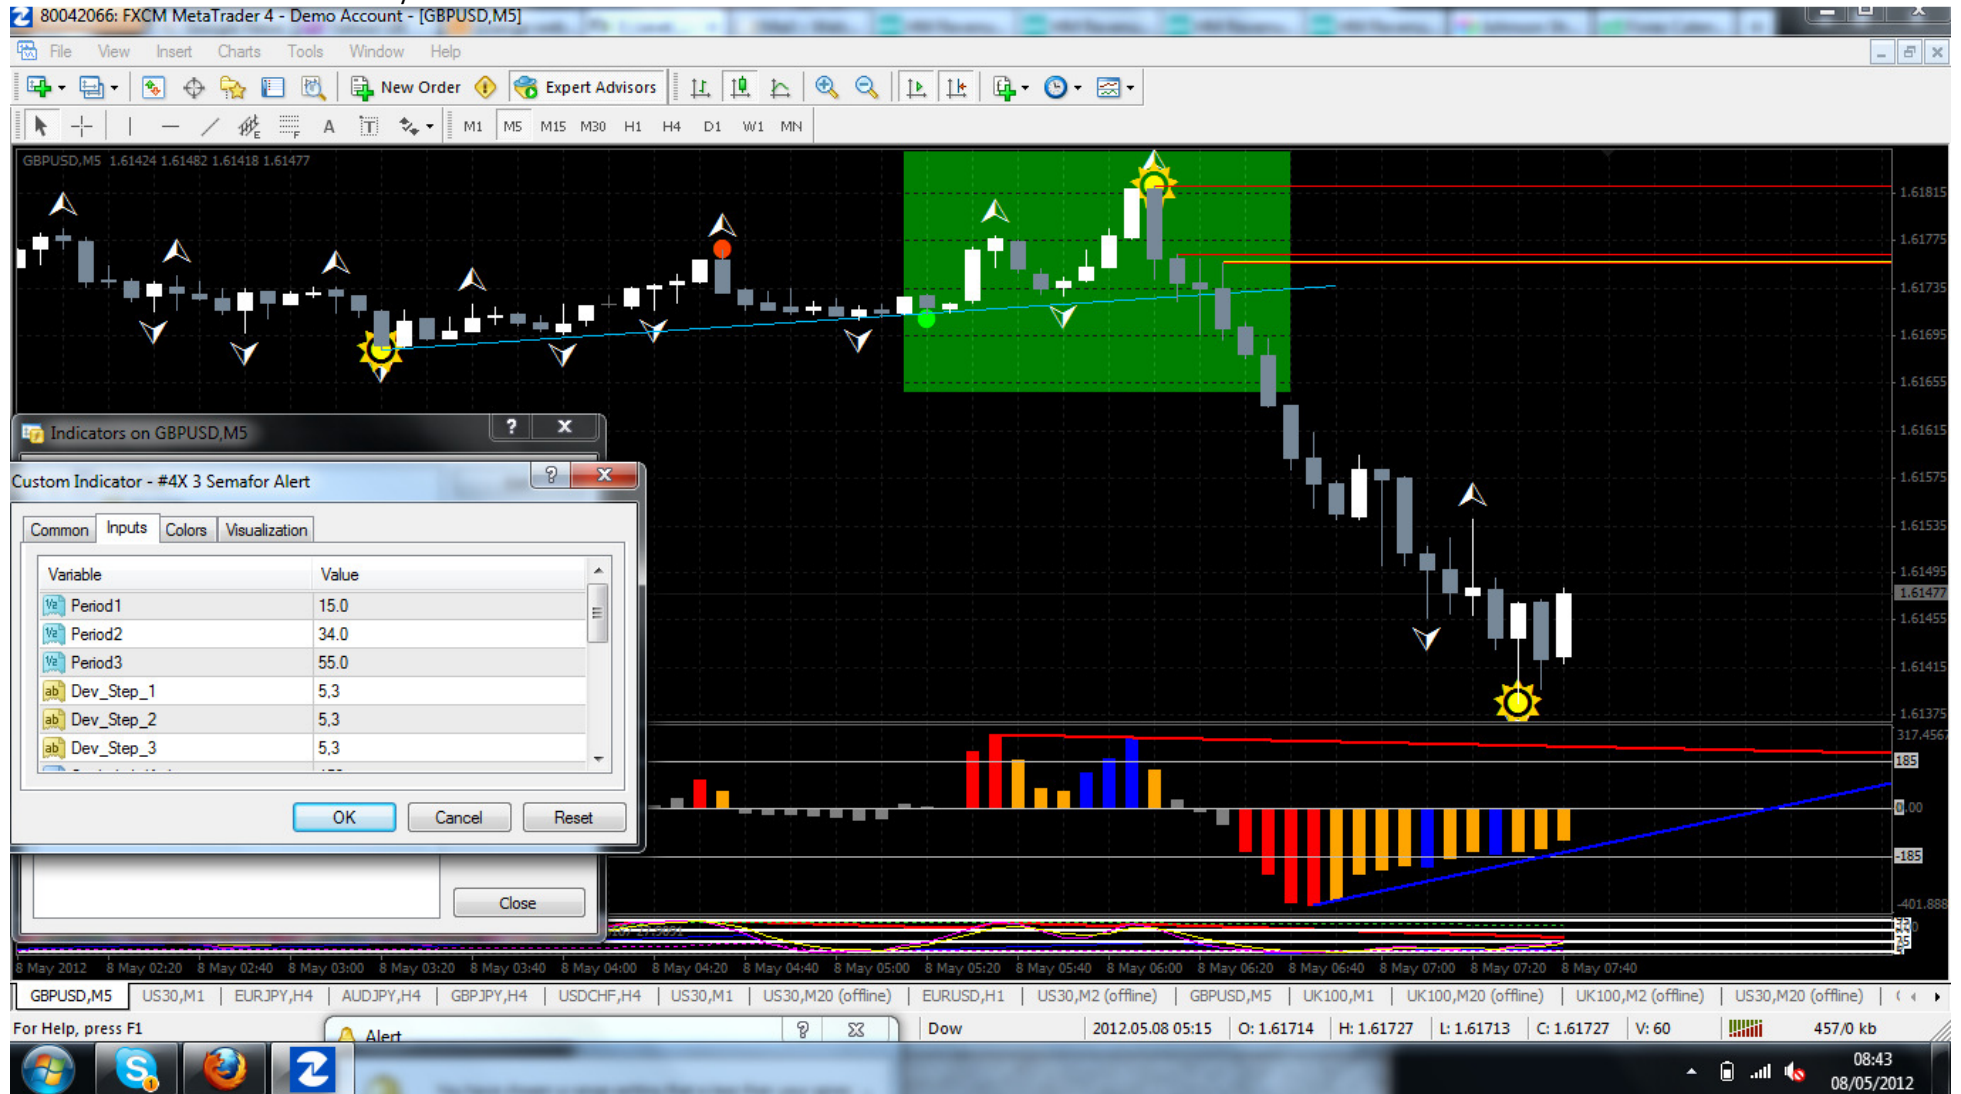 80042066: FXCM MetaTrader 4 - Demo Account - [GBPUSD,M5]
File View Insert Charts Tools Window Help
New Order Expert Advisors
A T M1 M5 M15 M30 H1 H4 D1 W1 MN
GBPUSD,M5 1.61424 1.61482 1.61418 1.61477
1.61815
1.61775
1.61735
1.61695
1.61655
1.61615
1.61575
1.61535
1.61495
1.61477
1.61455
1.61415
1.61375
Indicators on GBPUSD,M5
Custom Indicator - #4X 3 Semafor Alert
Common Inputs Colors Visualization
Variable Value
Period1 15.0
Period2 34.0
Period3 55.0
Dev_Step_1 5,3
Dev_Step_2 5,3
Dev_Step_3 5,3
OK Cancel Reset
Close
317.4567
185
0.00
-185
-401.888
8 May 2012 8 May 02:20 8 May 02:40 8 May 03:00 8 May 03:20 8 May 03:40 8 May 04:00 8 May 04:20 8 May 04:40 8 May 05:00 8 May 05:20 8 May 05:40 8 May 06:00 8 May 06:20 8 May 06:40 8 May 07:00 8 May 07:20 8 May 07:40
GBPUSD,M5 US30,M1 EURJPY,H4 AUDJPY,H4 GBPJPY,H4 USDCHF,H4 US30,M1 US30,M20 (offline) EURUSD,H1 US30,M2 (offline) GBPUSD,M5 UK100,M1 UK100,M20 (offline) UK100,M2 (offline) US30,M20 (offline)
For Help, press F1 Alert Dow 2012.05.08 05:15 O: 1.61714 H: 1.61727 L: 1.61713 C: 1.61727 V: 60 457/0 kb
08:43
08/05/2012